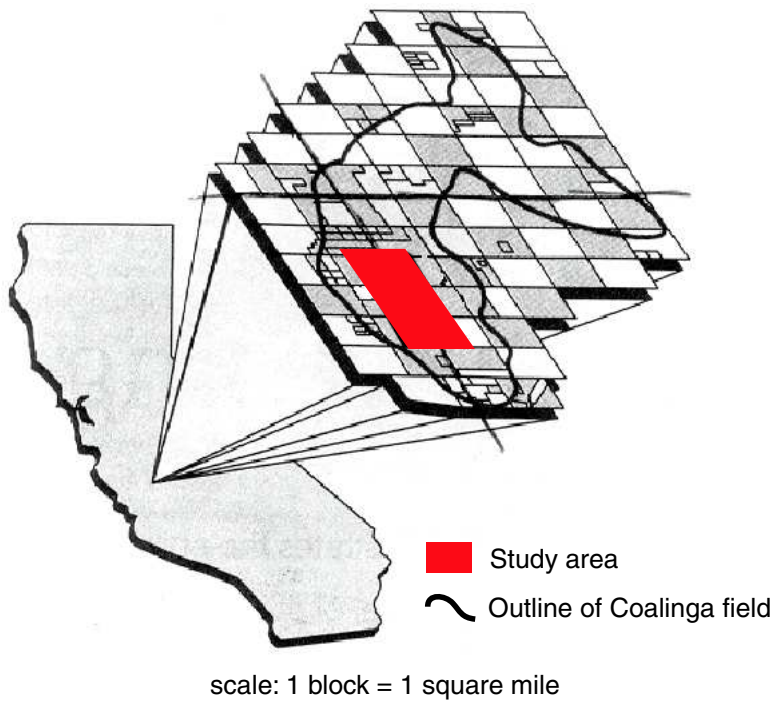 Study area
Outline of Coalinga field
scale: 1 block = 1 square mile